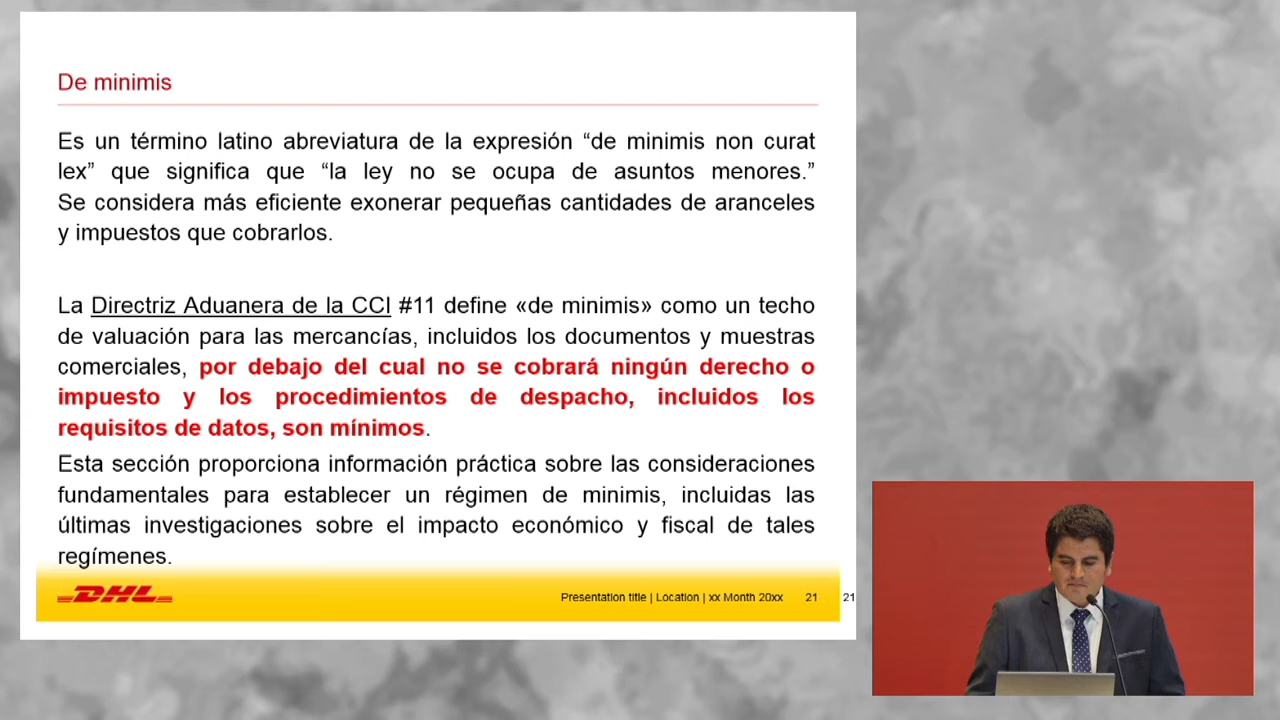 De minimis
Es un término latino abreviatura de la expresión “de minimis non curat
lex” que significa que “la ley no se ocupa de asuntos menores.”
Se considera más eficiente exonerar pequeñas cantidades de aranceles
y impuestos que cobrarlos.
La Directriz Aduanera de la CCI #11 define «de minimis» como un techo
de valuación para las mercancías, incluidos los documentos y muestras
comerciales, por debajo del cual no se cobrará ningún derecho o
impuesto y los procedimientos de despacho, incluidos los
requisitos de datos, son mínimos.
Esta sección proporciona información práctica sobre las consideraciones
fundamentales para establecer un régimen de minimis, incluidas las
últimas investigaciones sobre el impacto económico y fiscal de tales
regímenes.
DHL
Presentation title | Location | xx Month 20xx 21 21